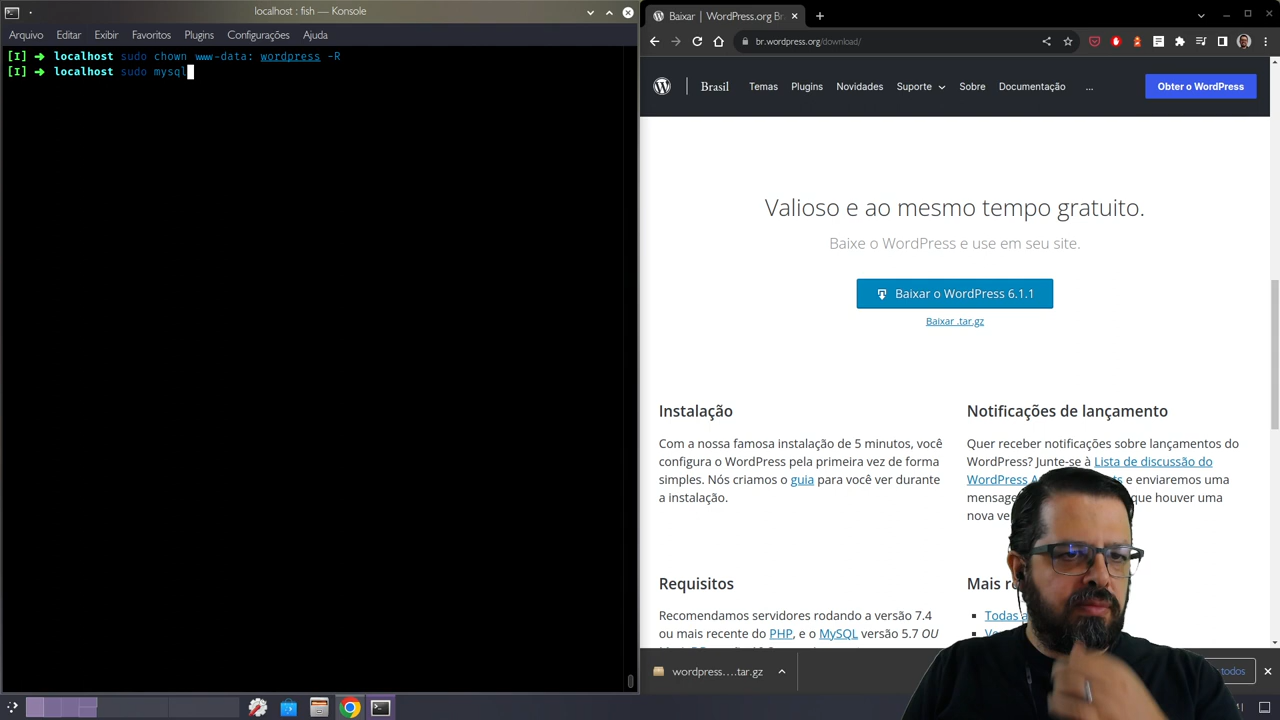 localhost : fish — Konsole
Arquivo Editar Exibir Favoritos Plugins Configurações Ajuda
[I] ➜ localhost sudo chown www-data: wordpress -R
[I] ➜ localhost sudo mysql
Baixar | WordPress.org Br
br.wordpress.org/download/
Brasil Temas Plugins Novidades Suporte Sobre Documentação ... Obter o WordPress
Valioso e ao mesmo tempo gratuito.
Baixe o WordPress e use em seu site.
Baixar o WordPress 6.1.1
Baixar .tar.gz
Instalação
Com a nossa famosa instalação de 5 minutos, você
configura o WordPress pela primeira vez de forma
simples. Nós criamos o guia para você ver durante
a instalação.
Notificações de lançamento
Quer receber notificações sobre lançamentos do
WordPress? Junte-se à Lista de discussão do
WordPress e enviaremos uma
que houver uma
Requisitos
Recomendamos servidores rodando a versão 7.4
ou mais recente do PHP, e o MySQL versão 5.7 OU
Todas
wordpress....tar.gz
todos